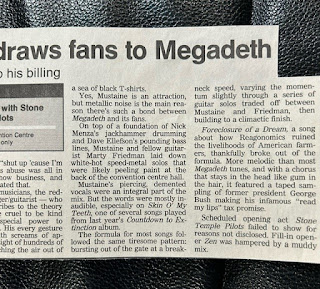 draws fans to Megadeth
o his billing
with Stone
lots
ntion Centre
only
"shut up 'cause I'm
s abuse was all in
how business, and
ated that,
musicians, the red-
er/guitarist — who
ribes to the theory
e cruel to be kind
special power to
. His every gesture
th screams of ap-
ight of hundreds of
hing the air out of
a sea of black T-shirts.
Yes, Mustaine is an attraction,
but metallic noise is the main rea-
son there's such a bond between
Megadeth and its fans.
On top of a foundation of Nick
Menza's jackhammer drumming
and Dave Ellefson's pounding bass
lines, Mustaine and fellow guitar-
ist Marty Friedman laid down
white-hot speed-metal solos that
were likely peeling paint at the
back of the convention centre hall.
Mustaine's piercing, demented
vocals were an integral part of the
mix. But the words were mostly in-
audible, especially on Skin O' My
Teeth, one of several songs played
from last year's Countdown to Ex-
tinction album.
The formula for most songs fol-
lowed the same tiresome pattern:
bursting out of the gate at a break-
neck speed, varying the momen-
tum slightly through a series of
guitar solos traded off between
Mustaine and Friedman, then
building to a climactic finish.
Foreclosure of a Dream, a song
about how Reaganomics ruined
the livelihoods of American farm-
ers, thankfully broke out of the
formula. More melodic than most
Megadeth tunes, and with a chorus
that stays in the head like gum in
the hair, it featured a taped sam-
pling of former president George
Bush making his infamous "read
my lips" tax promise.
Scheduled opening act Stone
Temple Pilots failed to show for
reasons not disclosed. Fill-in open-
er Zen was hampered by a muddy
mix.